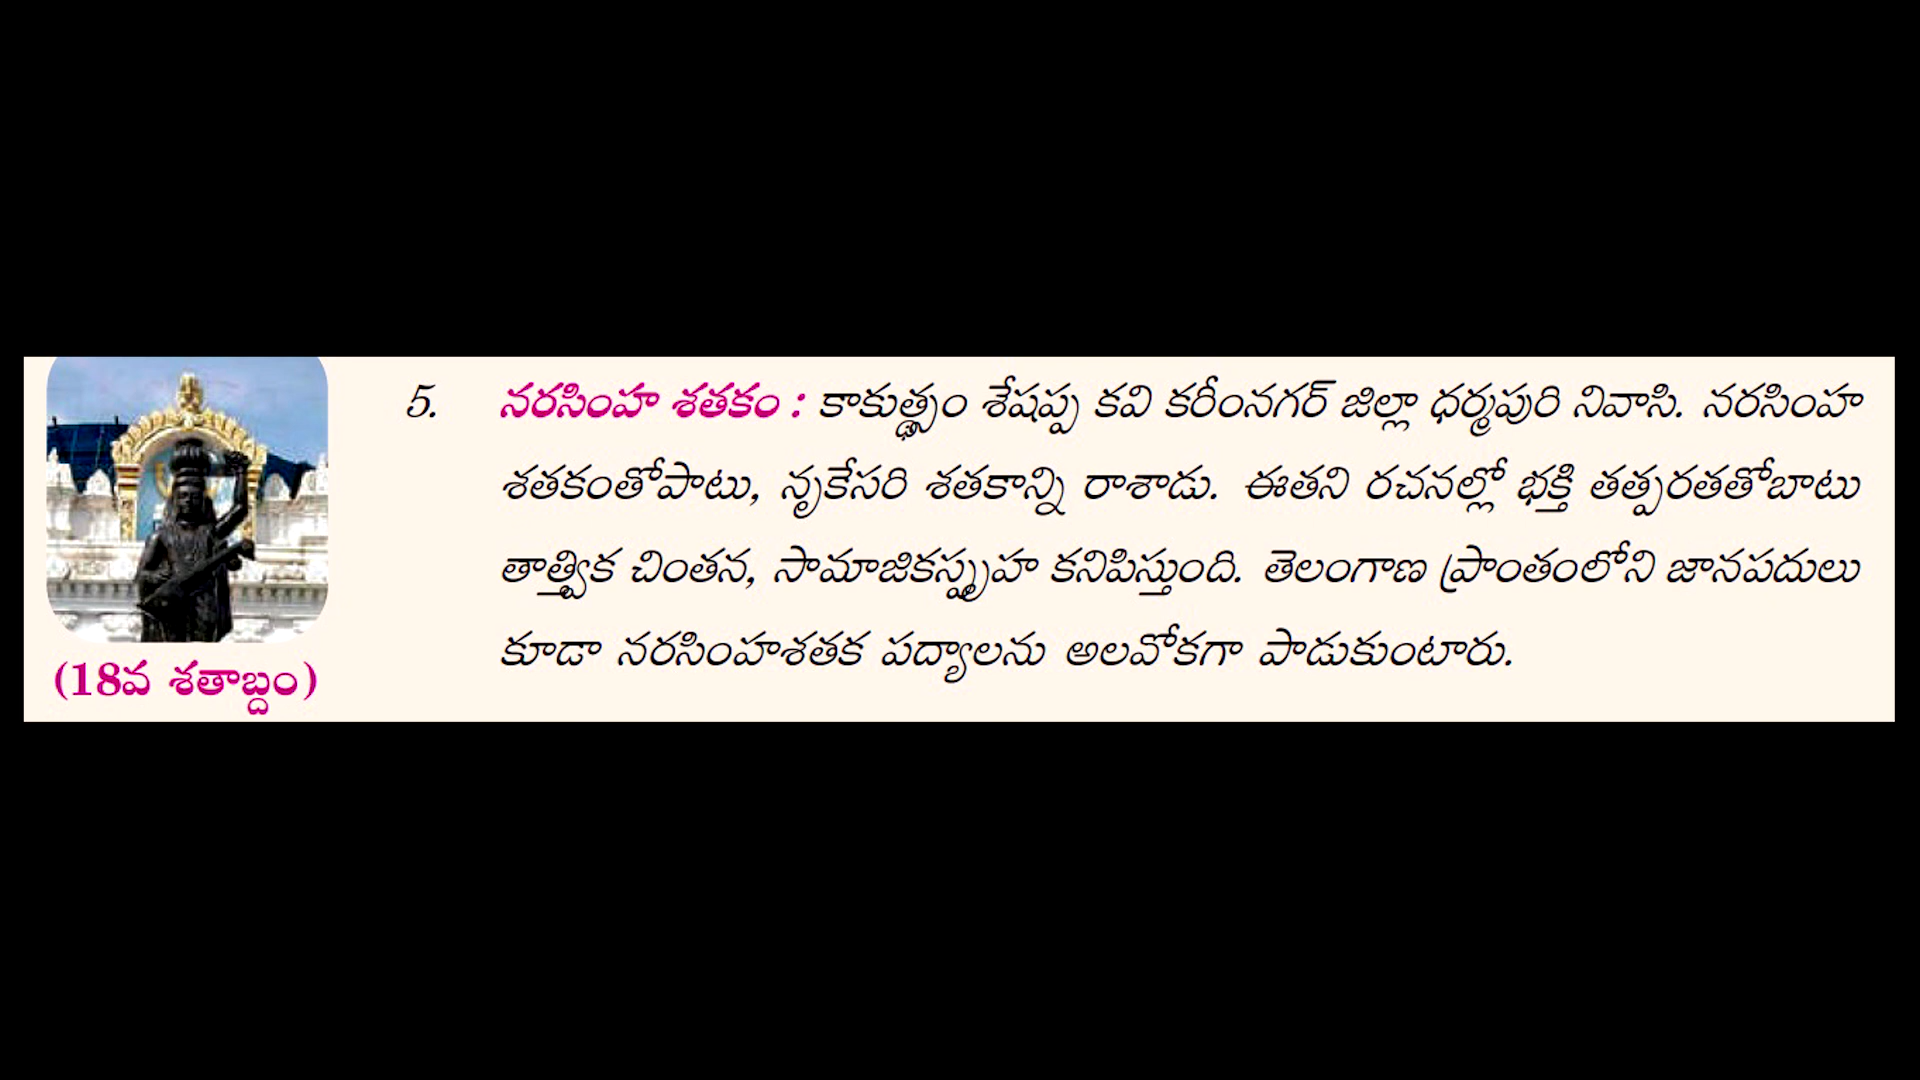 5. నరసింహ శతకం : కాకుత్థ్సం శేషప్ప కవి కరీంనగర్ జిల్లా ధర్మపురి నివాసి. నరసింహ
శతకంతోపాటు, నృకేసరి శతకాన్ని రాశాడు. ఈతని రచనల్లో భక్తి తత్పరతతోబాటు
తాత్త్విక చింతన, సామాజికస్పృహ కనిపిస్తుంది. తెలంగాణ ప్రాంతంలోని జానపదులు
కూడా నరసింహశతక పద్యాలను అలవోకగా పాడుకుంటారు.
(18వ శతాబ్దం)